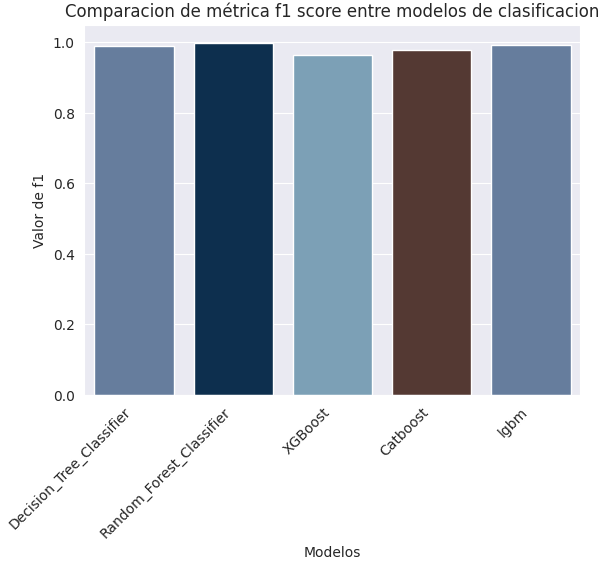 Comparacion de métrica f1 score entre modelos de clasificacion
1.0
0.8
0.6
0.4
0.2
0.0
Valor de f1
Decision_Tree_Classifier
Random_Forest_Classifier
XGBoost
Catboost
lgbm
Modelos